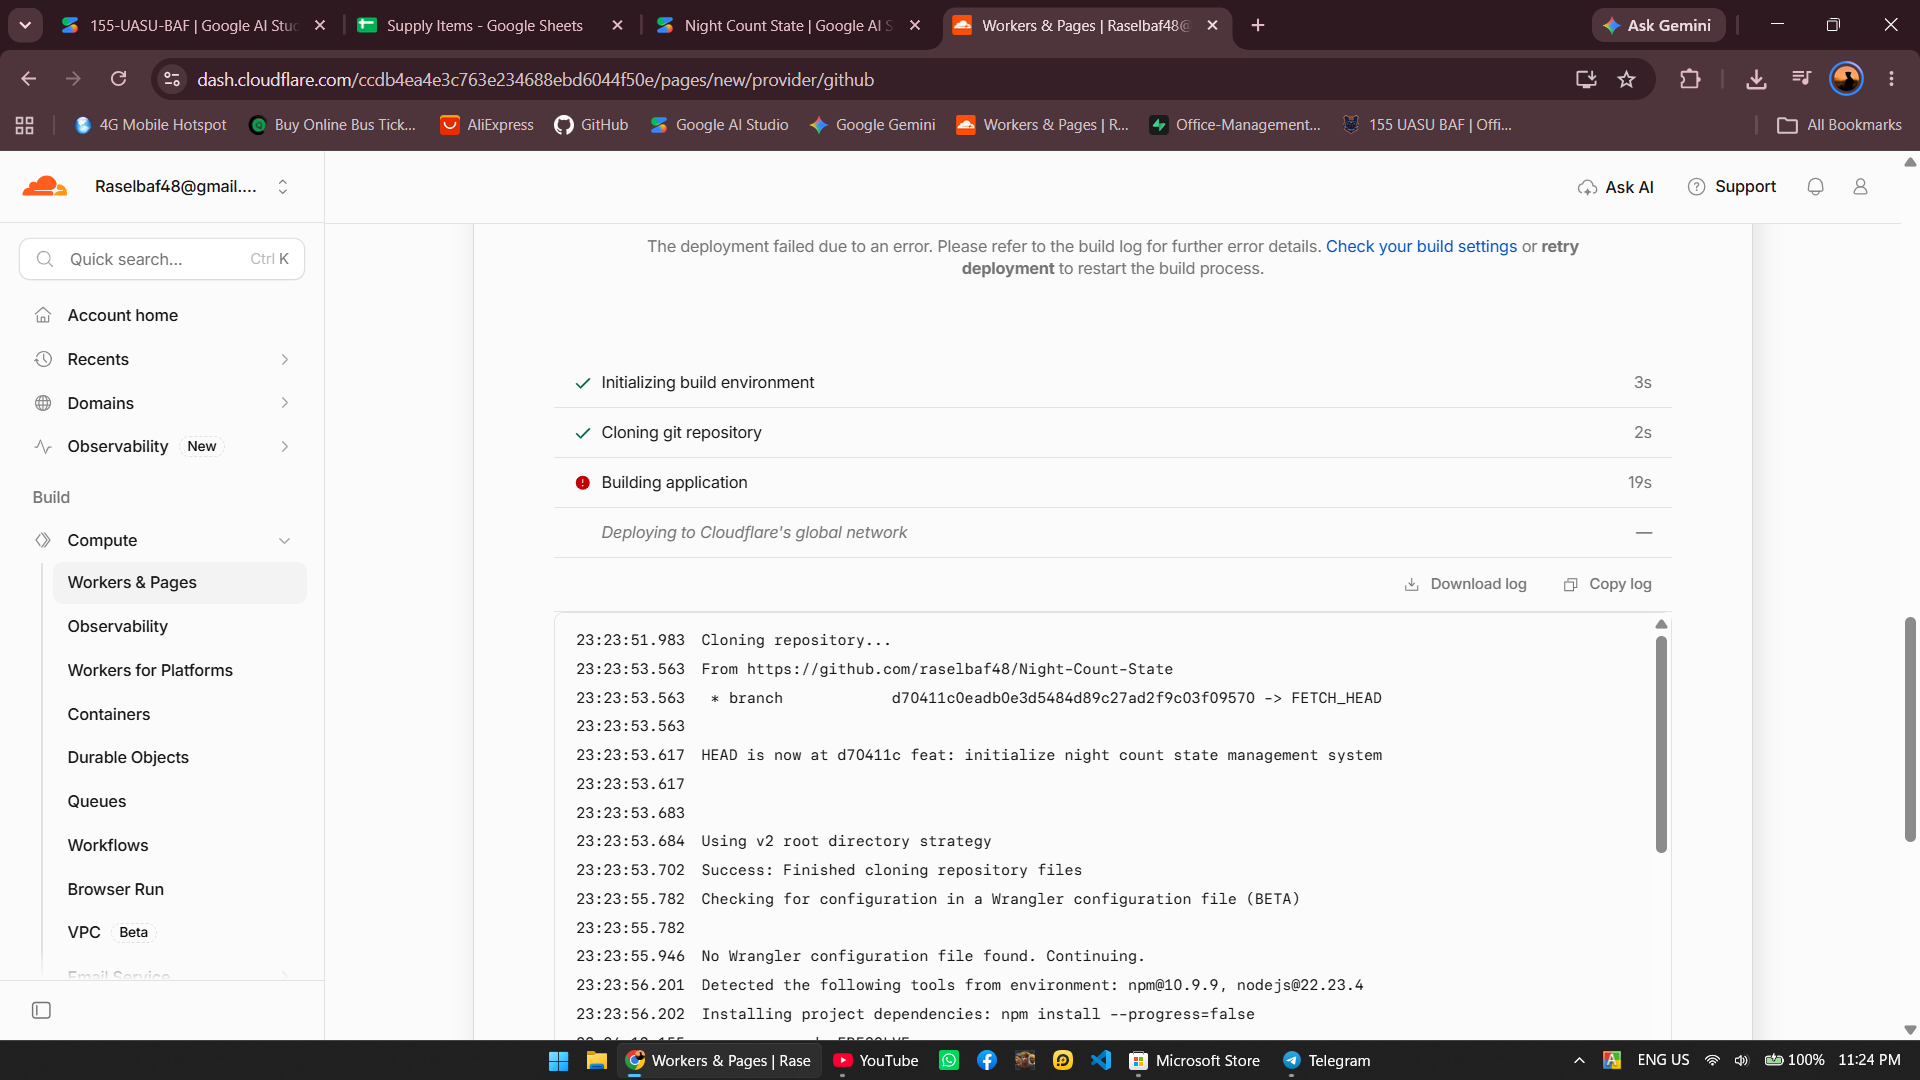 155-UASU-BAF | Google AI Stuc
Supply Items - Google Sheets
Night Count State | Google AI S
Workers & Pages | Raselbaf48@
Ask Gemini
dash.cloudflare.com/ccdb4ea4e3c763e234688ebd6044f50e/pages/new/provider/github
4G Mobile Hotspot
Buy Online Bus Tick...
AliExpress
GitHub
Google AI Studio
Google Gemini
Workers & Pages | R...
Office-Management...
155 UASU BAF | Offi...
All Bookmarks
Raselbaf48@gmail....
Ask AI
Support
Quick search...
Ctrl K
Account home
Recents
Domains
Observability New
Build
Compute
Workers & Pages
Observability
Workers for Platforms
Containers
Durable Objects
Queues
Workflows
Browser Run
VPC Beta
Email Service
The deployment failed due to an error. Please refer to the build log for further error details. Check your build settings or retry
deployment to restart the build process.
Initializing build environment 3s
Cloning git repository 2s
Building application 19s
Deploying to Cloudflare's global network —
Download log Copy log
23:23:51.983 Cloning repository...
23:23:53.563 From https://github.com/raselbaf48/Night-Count-State
23:23:53.563 * branch d70411c0eadb0e3d5484d89c27ad2f9c03f09570 -> FETCH_HEAD
23:23:53.563
23:23:53.617 HEAD is now at d70411c feat: initialize night count state management system
23:23:53.617
23:23:53.683
23:23:53.684 Using v2 root directory strategy
23:23:53.702 Success: Finished cloning repository files
23:23:55.782 Checking for configuration in a Wrangler configuration file (BETA)
23:23:55.782
23:23:55.946 No Wrangler configuration file found. Continuing.
23:23:56.201 Detected the following tools from environment: npm@10.9.9, nodejs@22.23.4
23:23:56.202 Installing project dependencies: npm install --progress=false
Workers & Pages | Rase
YouTube
Microsoft Store
Telegram
ENG US
100%
11:24 PM